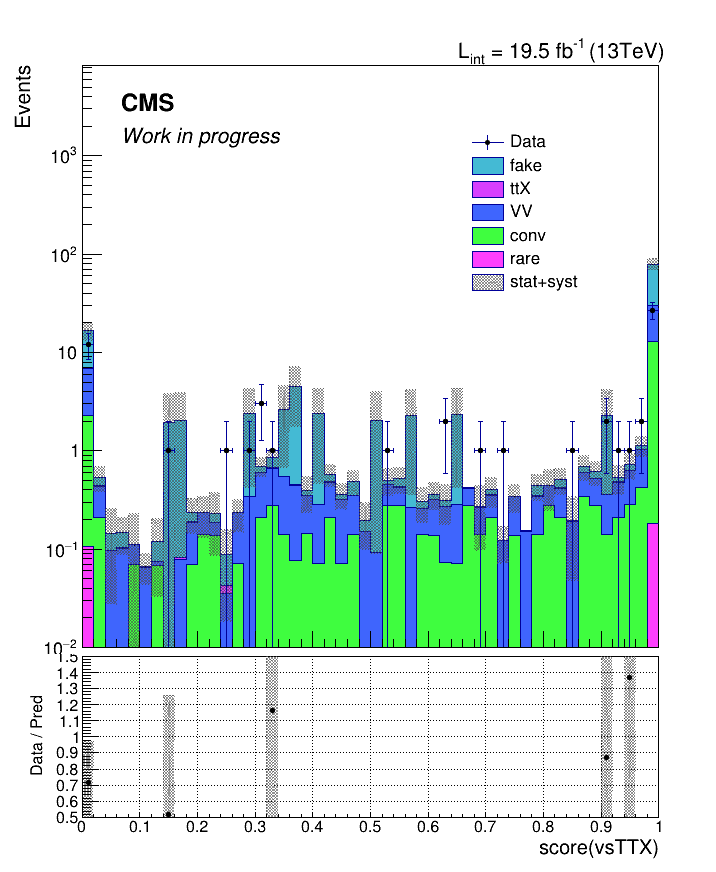 L_int = 19.5 fb^-1 (13TeV)
Events
CMS
Work in progress
Data
fake
ttX
VV
conv
rare
stat+syst
10^3
10^2
10
1
10^-1
10^-2
Data / Pred
1.5
1.4
1.3
1.2
1.1
1
0.9
0.8
0.7
0.6
0.5
0 0.1 0.2 0.3 0.4 0.5 0.6 0.7 0.8 0.9 1
score(vsTTX)